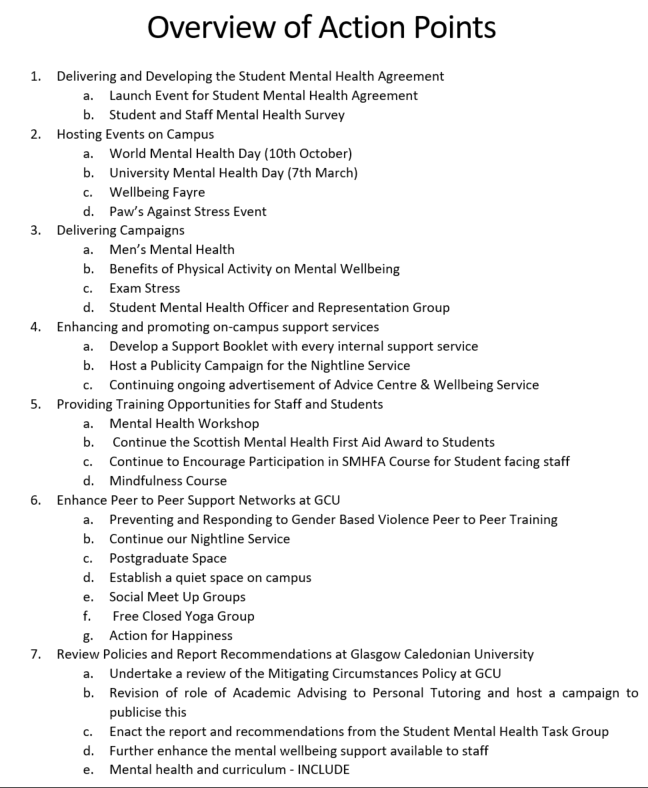 Overview of Action Points
1. Delivering and Developing the Student Mental Health Agreement
a. Launch Event for Student Mental Health Agreement
b. Student and Staff Mental Health Survey
2. Hosting Events on Campus
a. World Mental Health Day (10th October)
b. University Mental Health Day (7th March)
c. Wellbeing Fayre
d. Paw's Against Stress Event
3. Delivering Campaigns
a. Men's Mental Health
b. Benefits of Physical Activity on Mental Wellbeing
c. Exam Stress
d. Student Mental Health Officer and Representation Group
4. Enhancing and promoting on-campus support services
a. Develop a Support Booklet with every internal support service
b. Host a Publicity Campaign for the Nightline Service
c. Continuing ongoing advertisement of Advice Centre & Wellbeing Service
5. Providing Training Opportunities for Staff and Students
a. Mental Health Workshop
b. Continue the Scottish Mental Health First Aid Award to Students
c. Continue to Encourage Participation in SMHFA Course for Student facing staff
d. Mindfulness Course
6. Enhance Peer to Peer Support Networks at GCU
a. Preventing and Responding to Gender Based Violence Peer to Peer Training
b. Continue our Nightline Service
c. Postgraduate Space
d. Establish a quiet space on campus
e. Social Meet Up Groups
f. Free Closed Yoga Group
g. Action for Happiness
7. Review Policies and Report Recommendations at Glasgow Caledonian University
a. Undertake a review of the Mitigating Circumstances Policy at GCU
b. Revision of role of Academic Advising to Personal Tutoring and host a campaign to
publicise this
c. Enact the report and recommendations from the Student Mental Health Task Group
d. Further enhance the mental wellbeing support available to staff
e. Mental health and curriculum - INCLUDE